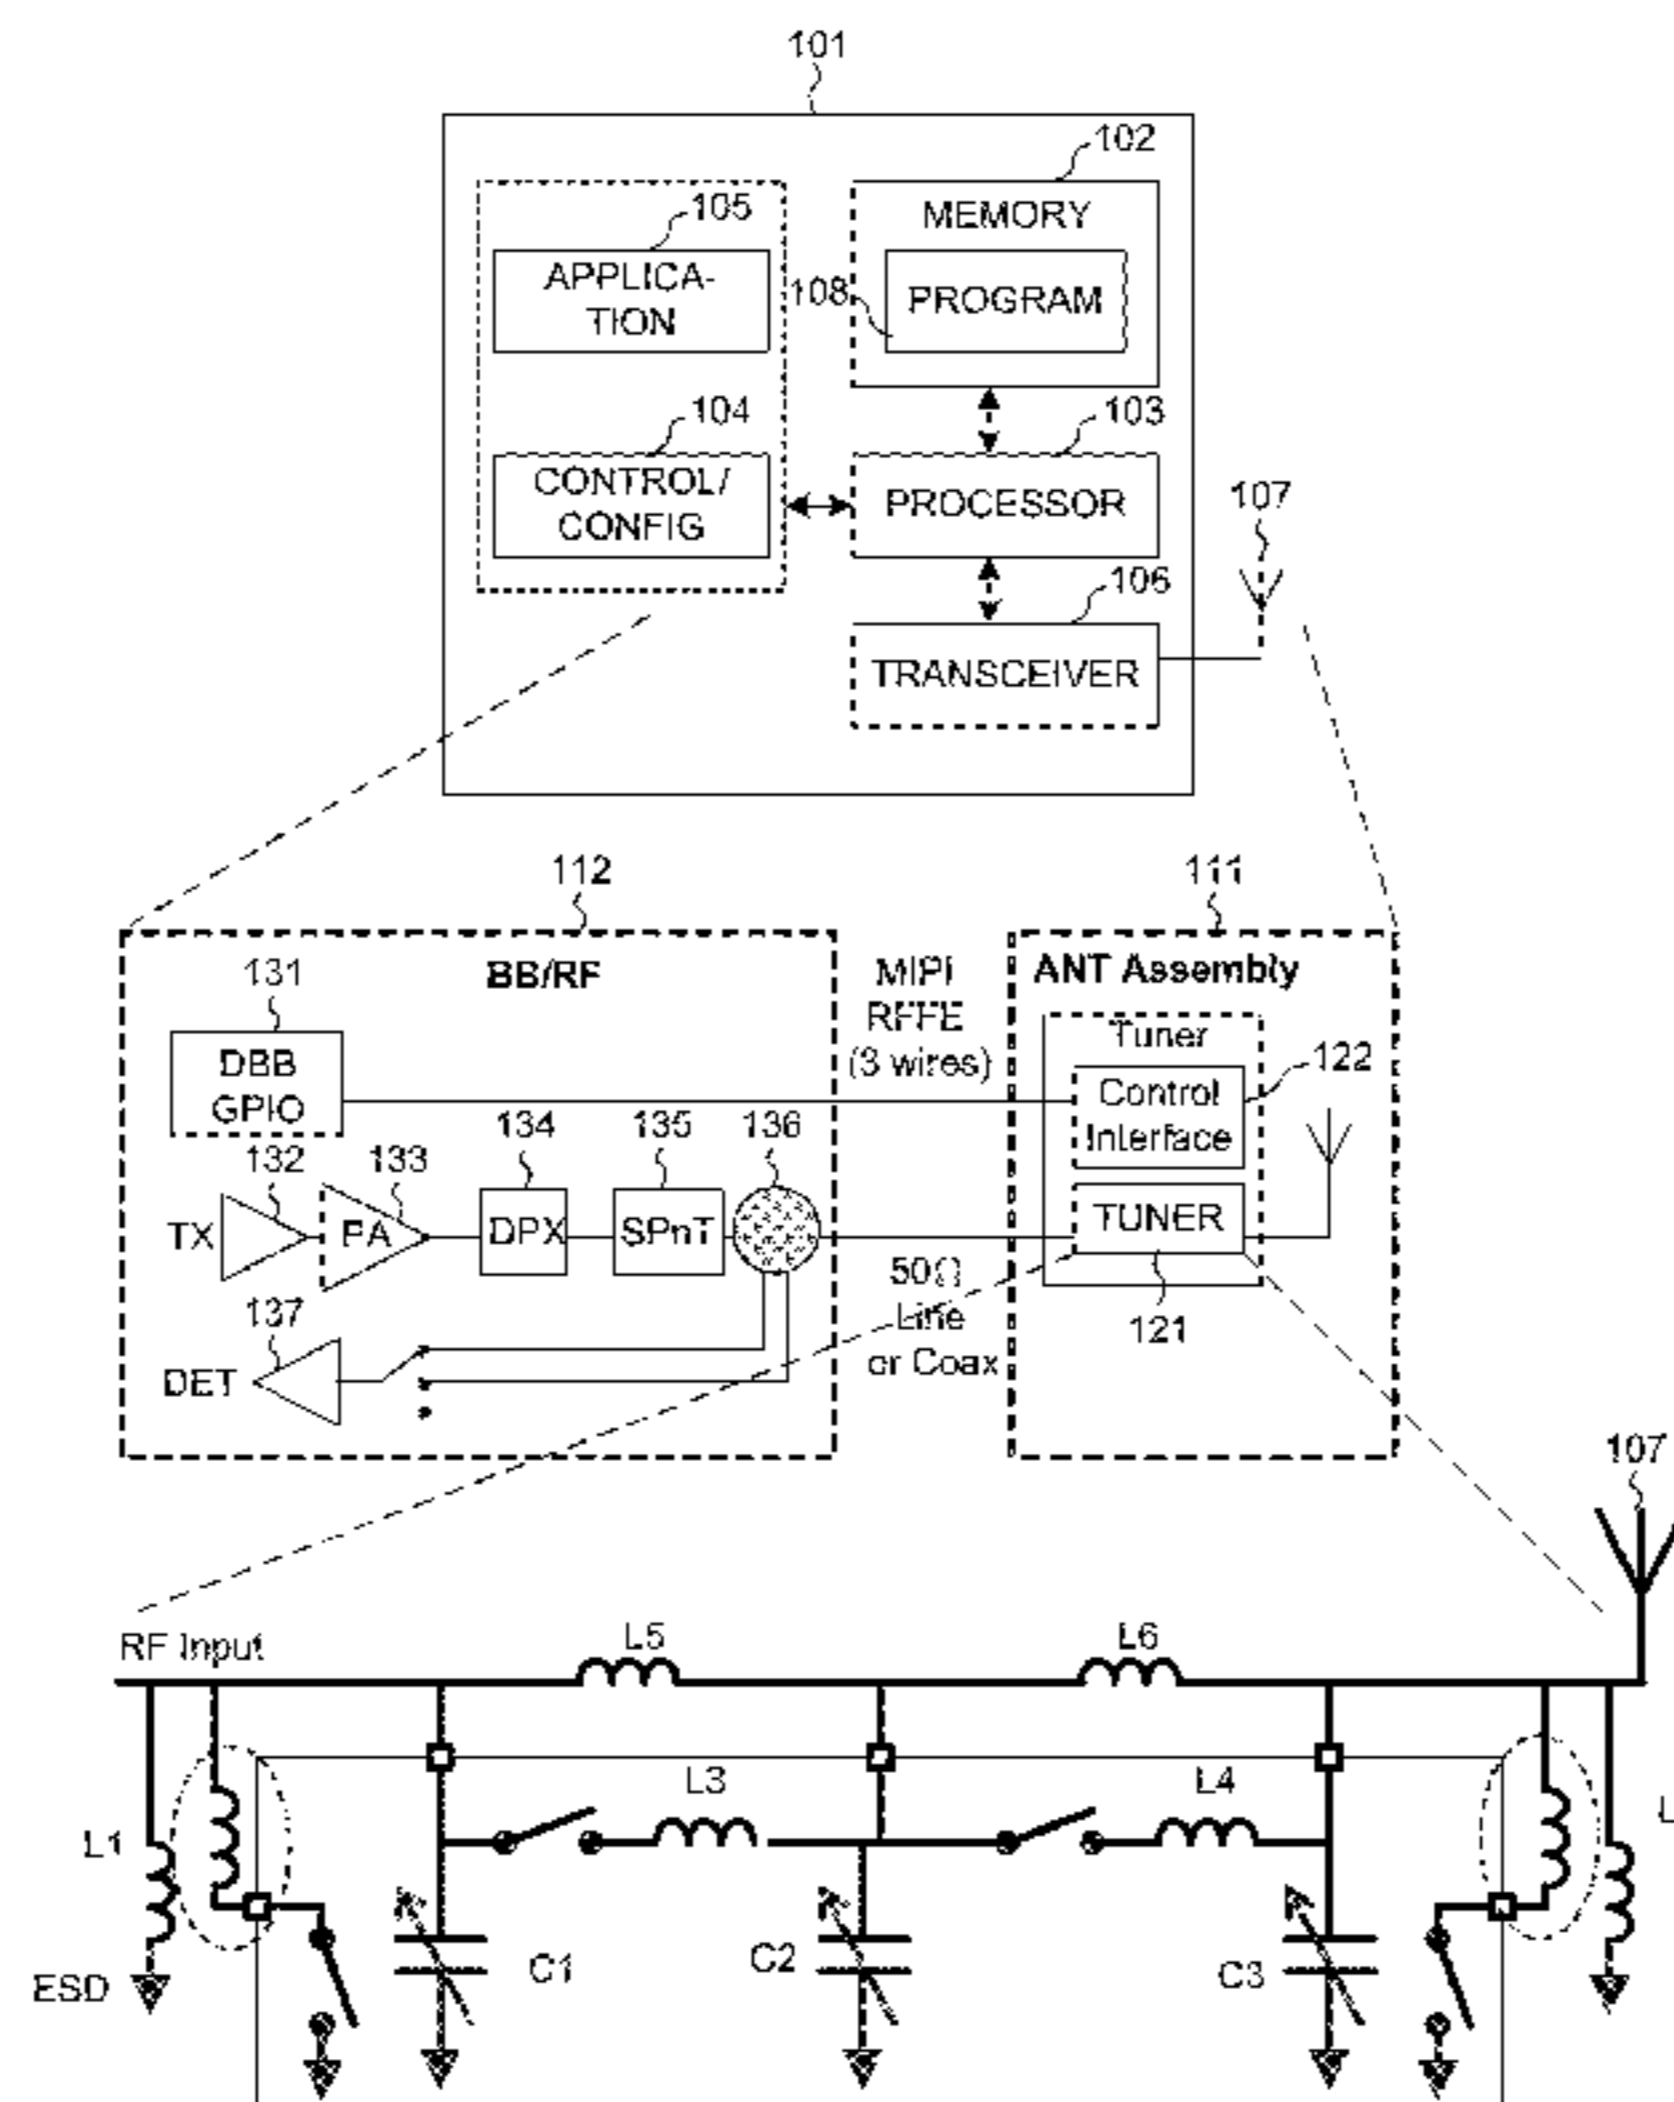 101
102
105
MEMORY
APPLICA-
TION
108
PROGRAM
104
103
CONTROL/
CONFIG
PROCESSOR
107
106
TRANSCEIVER
112
111
131
BB/RF
MIPI
RFFE
(3 wires)
ANT Assembly
Tuner
122
DBB
GPIO
Control
Interface
132
133
134
135
136
TX
PA
DPX
SPnT
TUNER
50Ω
Line
or Coax
121
137
DET
107
RF Input
L5
L6
L3
L4
L1
L
C1
C2
C3
ESD